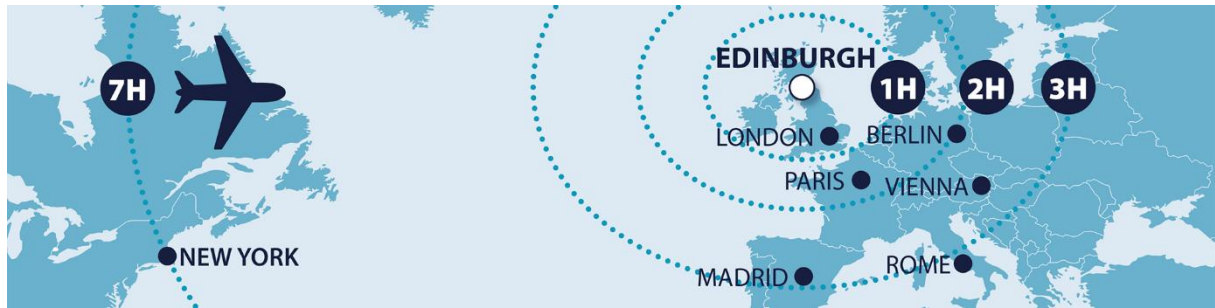 EDINBURGH
7H
1H
2H
3H
LONDON
BERLIN
PARIS
VIENNA
NEW YORK
MADRID
ROME